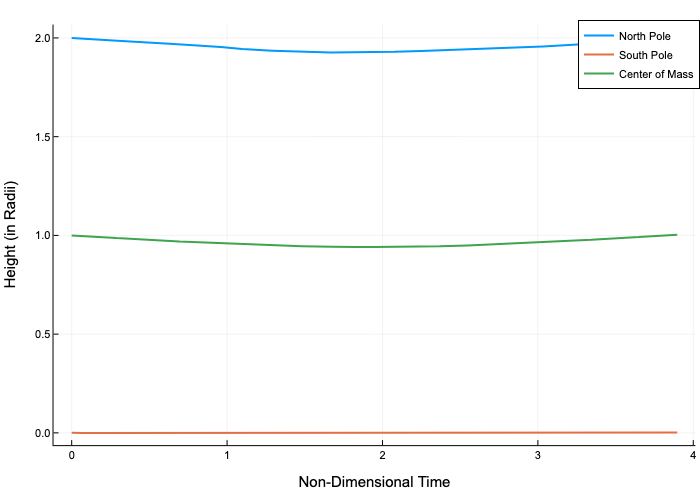 North Pole
South Pole
Center of Mass
Height (in Radii)
2.0
1.5
1.0
0.5
0.0
0 1 2 3 4
Non-Dimensional Time